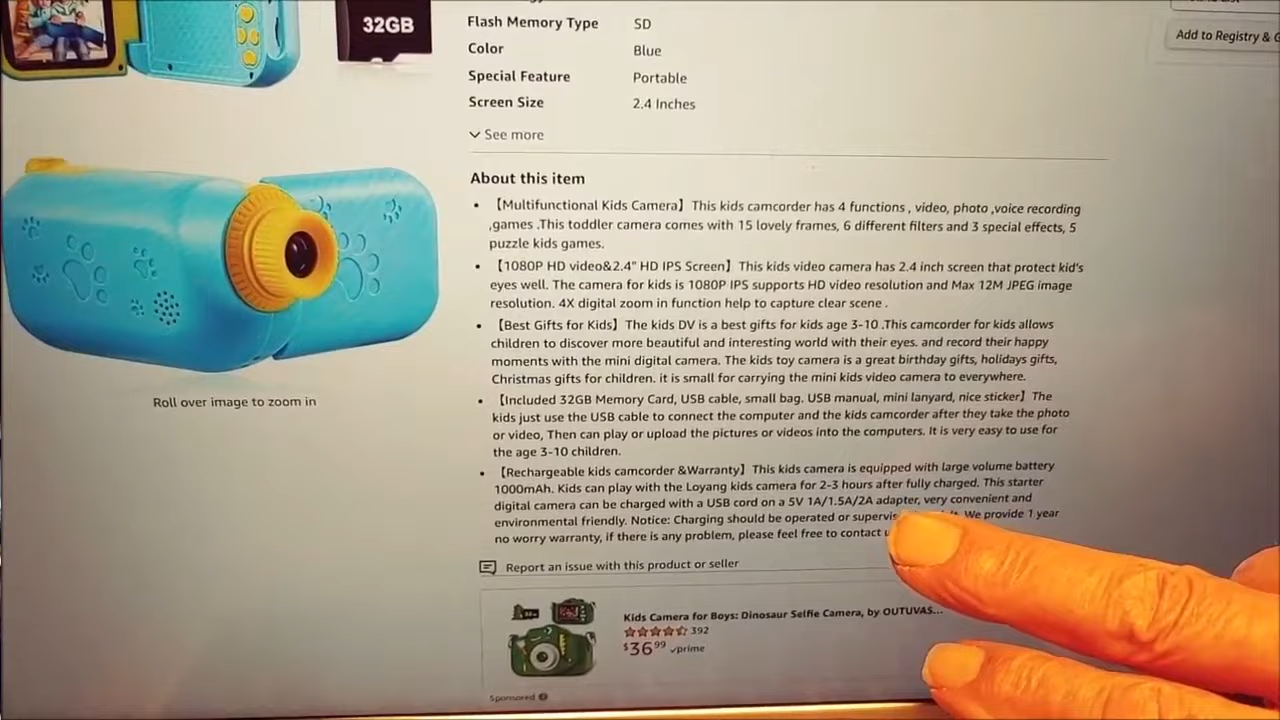 32GB
Flash Memory Type SD
Color Blue
Special Feature Portable
Screen Size 2.4 Inches
See more
Add to Registry & G
About this item
【Multifunctional Kids Camera】This kids camcorder has 4 functions , video, photo ,voice recording
,games .This toddler camera comes with 15 lovely frames, 6 different filters and 3 special effects, 5
puzzle kids games.
【1080P HD video&2.4" HD IPS Screen】This kids video camera has 2.4 inch screen that protect kid's
eyes well. The camera for kids is 1080P IPS supports HD video resolution and Max 12M JPEG image
resolution. 4X digital zoom in function help to capture clear scene .
【Best Gifts for Kids】The kids DV is a best gifts for kids age 3-10 .This camcorder for kids allows
children to discover more beautiful and interesting world with their eyes. and record their happy
moments with the mini digital camera. The kids toy camera is a great birthday gifts, holidays gifts,
Christmas gifts for children. it is small for carrying the mini kids video camera to everywhere.
Roll over image to zoom in
【Included 32GB Memory Card, USB cable, small bag. USB manual, mini lanyard, nice sticker】The
kids just use the USB cable to connect the computer and the kids camcorder after they take the photo
or video, Then can play or upload the pictures or videos into the computers. It is very easy to use for
the age 3-10 children.
【Rechargeable kids camcorder &Warranty】This kids camera is equipped with large volume battery
1000mAh. Kids can play with the Loyang kids camera for 2-3 hours after fully charged. This starter
digital camera can be charged with a USB cord on a 5V 1A/1.5A/2A adapter, very convenient and
environmental friendly. Notice: Charging should be operated or supervis We provide 1 year
no worry warranty, if there is any problem, please feel free to contact u
Report an issue with this product or seller
Kids Camera for Boys: Dinosaur Selfie Camera, by OUTUVAS...
392
$36.99 prime
Sponsored